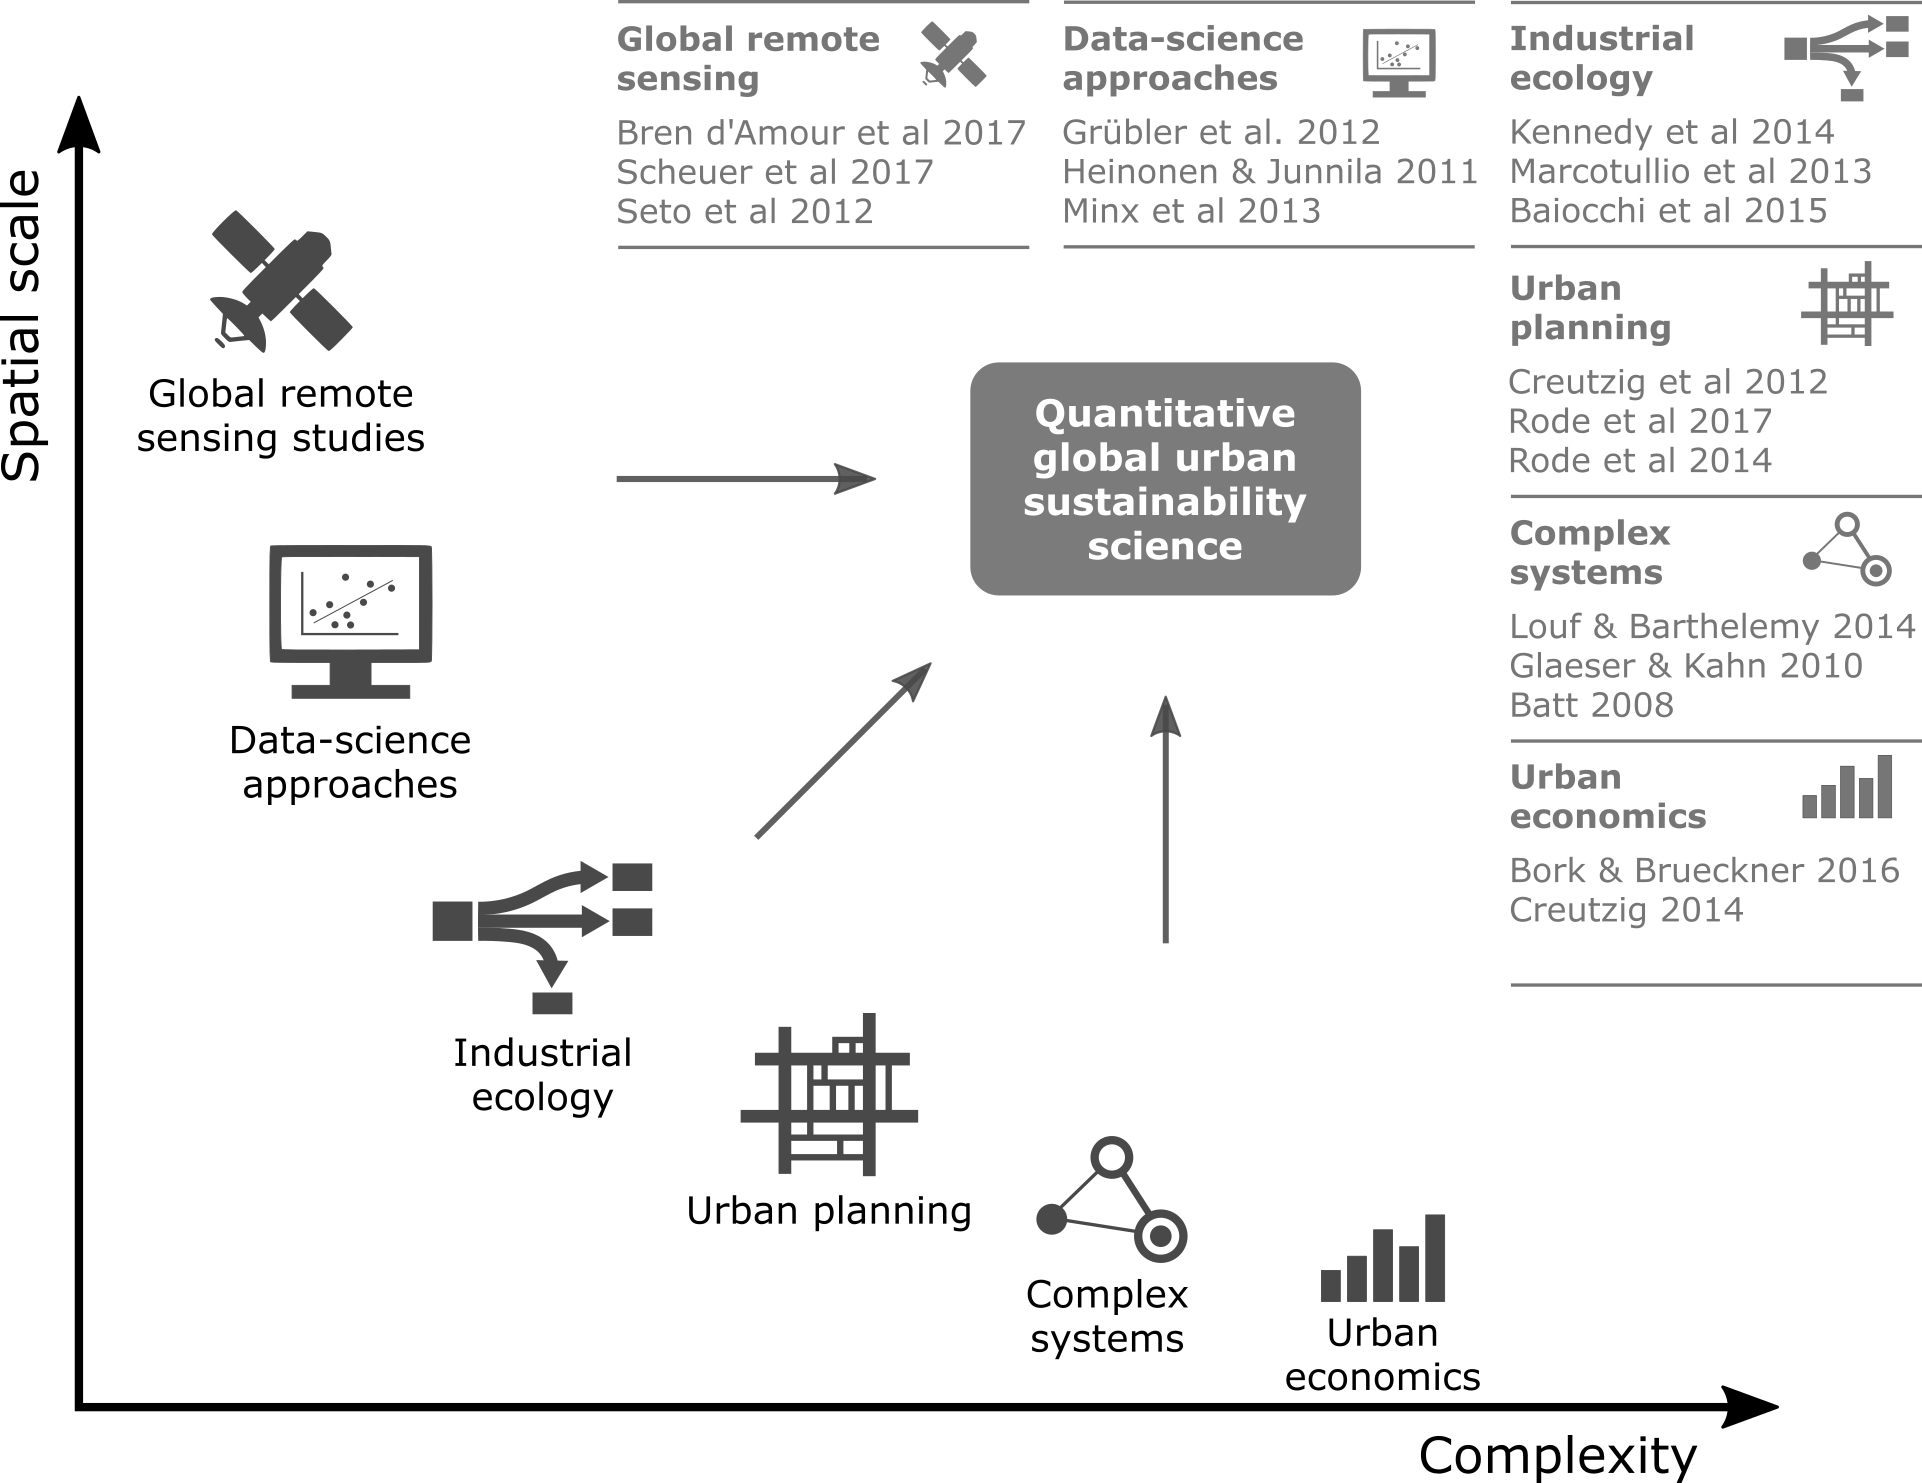 Global remote
sensing
Bren d'Amour et al 2017
Scheuer et al 2017
Seto et al 2012
Data-science
approaches
Grübler et al. 2012
Heinonen & Junnila 2011
Minx et al 2013
Industrial
ecology
Kennedy et al 2014
Marcotullio et al 2013
Baiocchi et al 2015
Urban
planning
Creutzig et al 2012
Rode et al 2017
Rode et al 2014
Complex
systems
Louf & Barthelemy 2014
Glaeser & Kahn 2010
Batt 2008
Urban
economics
Bork & Brueckner 2016
Creutzig 2014
Spatial scale
Global remote
sensing studies
Quantitative
global urban
sustainability
science
Data-science
approaches
Industrial
ecology
Urban planning
Complex
systems
Urban
economics
Complexity